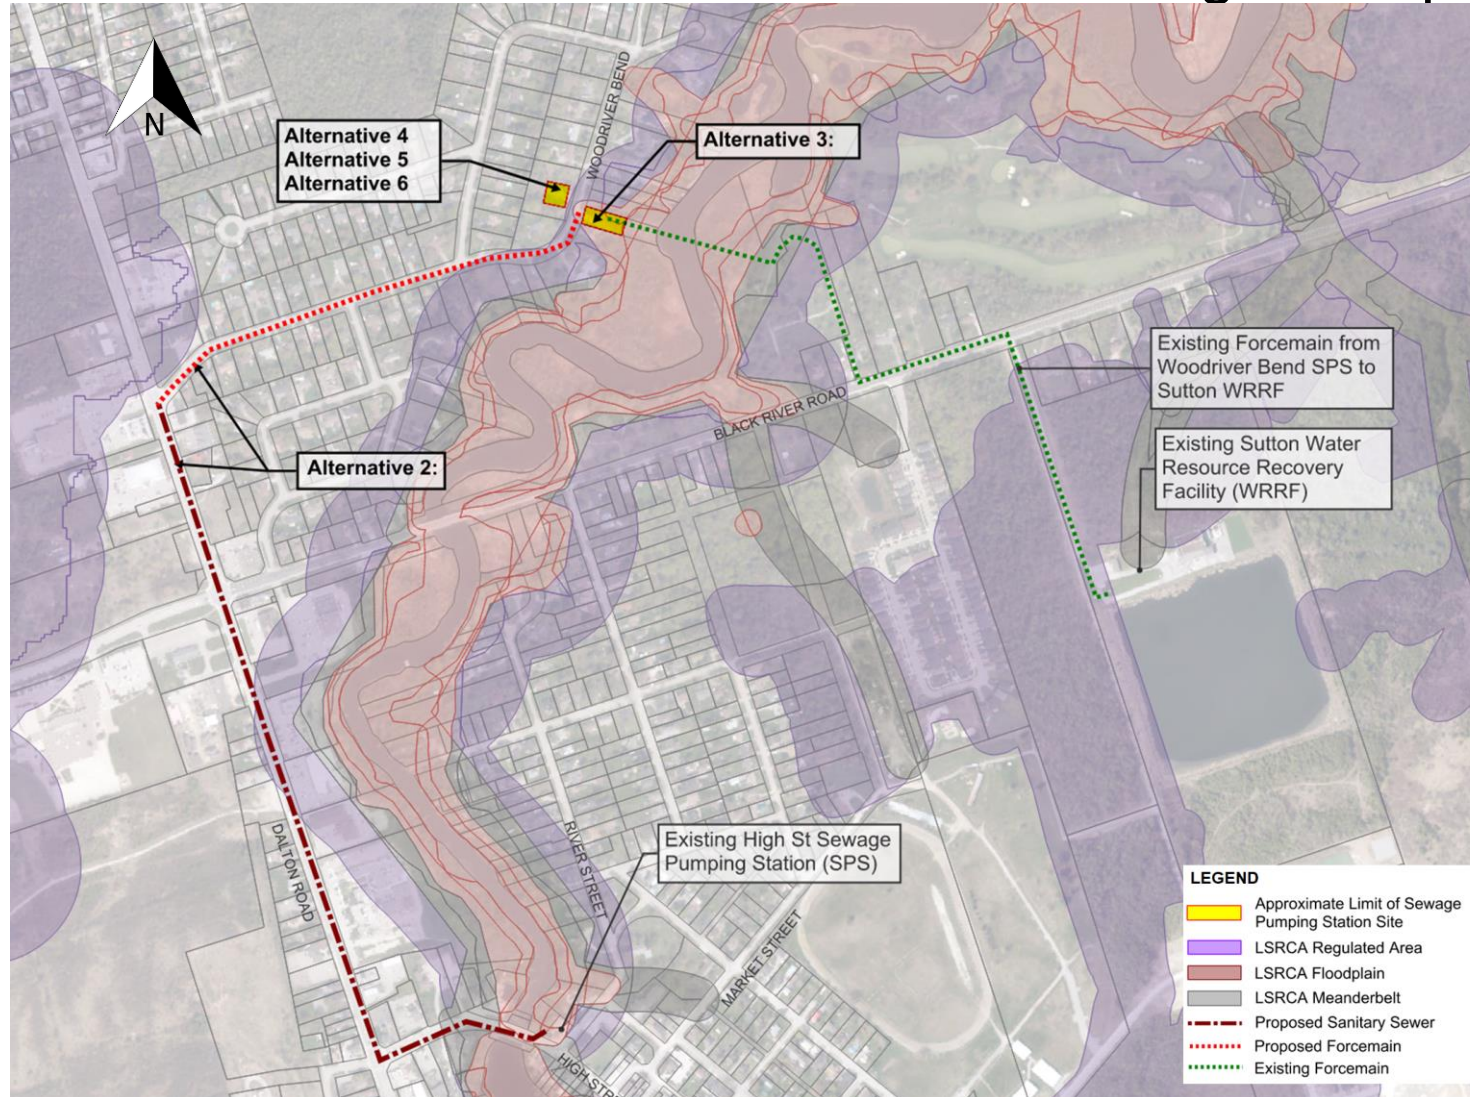 N
Alternative 4
Alternative 5
Alternative 6
WOODRIVER BEND
Alternative 3:
Existing Forcemain from
Woodriver Bend SPS to
Sutton WRRF
BLACK RIVER ROAD
Existing Sutton Water
Resource Recovery
Facility (WRRF)
Alternative 2:
DALTON ROAD
RIVER STREET
Existing High St Sewage
Pumping Station (SPS)
MARKET STREET
LEGEND
Approximate Limit of Sewage
Pumping Station Site
LSRCA Regulated Area
LSRCA Floodplain
LSRCA Meanderbelt
Proposed Sanitary Sewer
Proposed Forcemain
Existing Forcemain
HIGH STRE